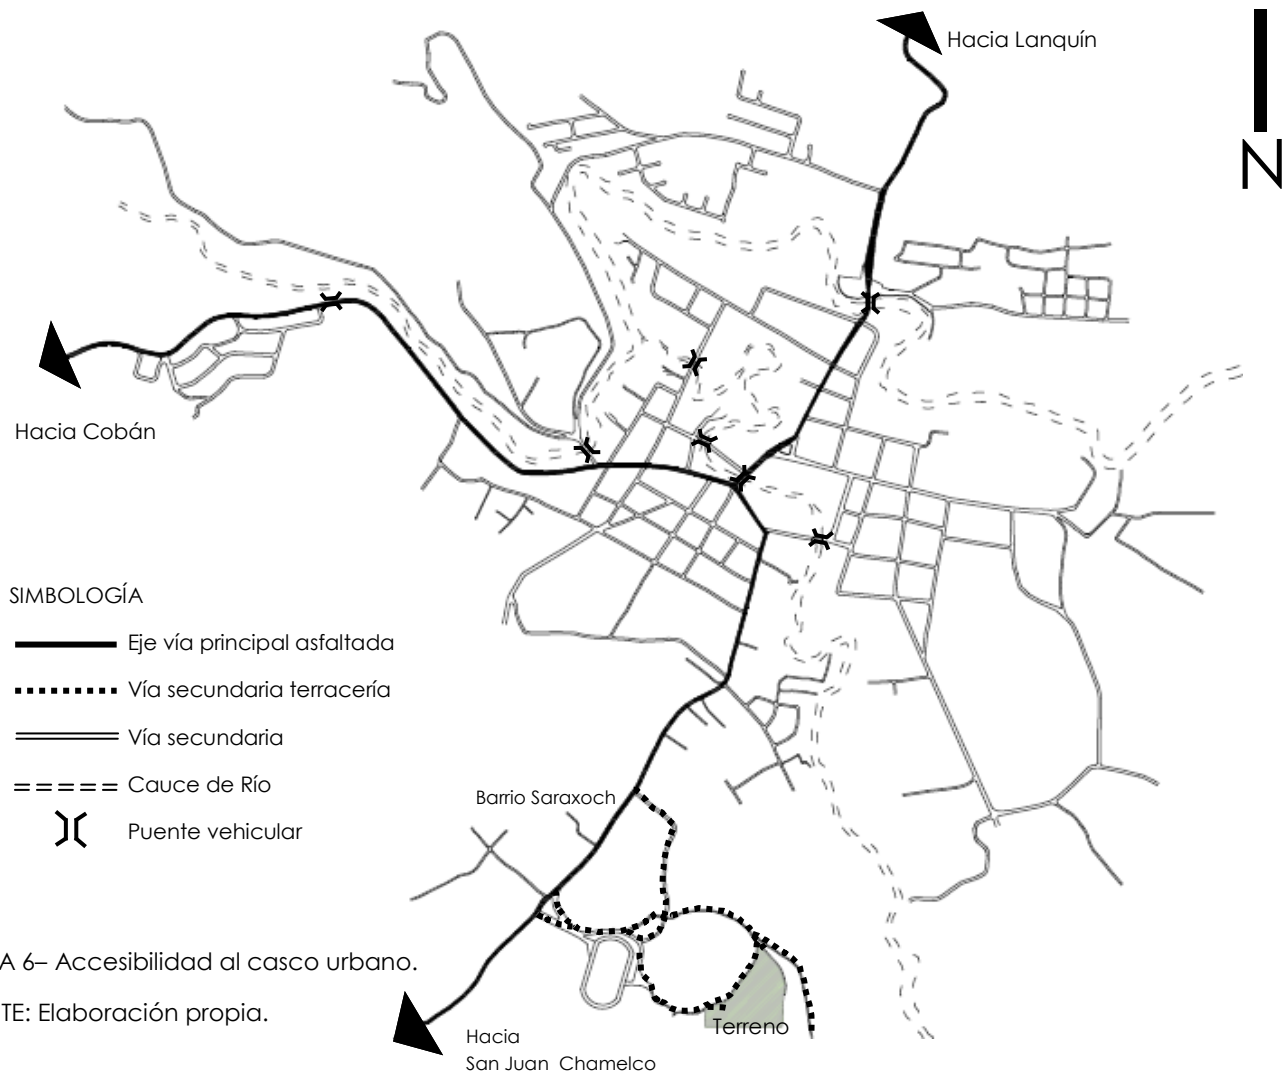 Hacia Lanquín
N
Hacia Cobán
SIMBOLOGÍA
Eje vía principal asfaltada
Vía secundaria terracería
Vía secundaria
Cauce de Río
Puente vehicular
Barrio Saraxoch
A 6– Accesibilidad al casco urbano.
TE: Elaboración propia.
Terreno
Hacia
San Juan Chamelco